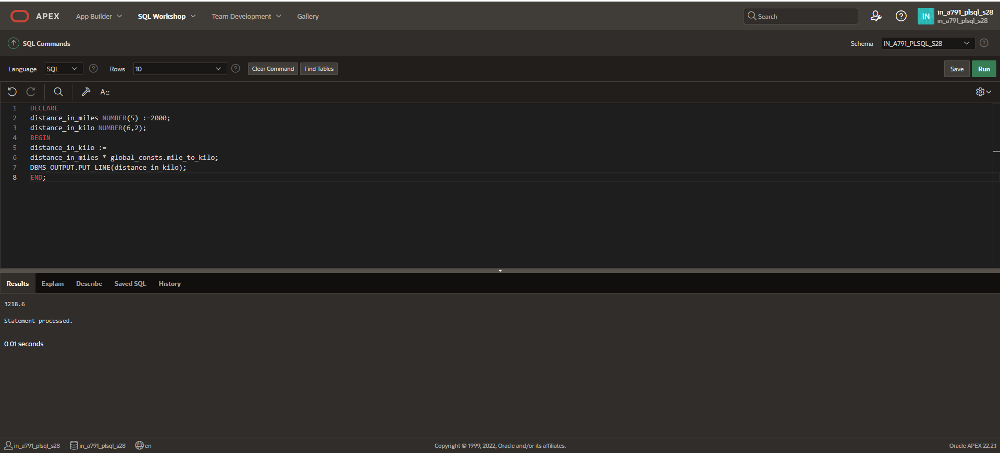 APEX App Builder SQL Workshop Team Development Gallery Search IN in_a791_plsql_s28
in_a791_plsql_s28
SQL Commands Schema IN_A791_PLSQL_S28
Language SQL Rows 10 Clear Command Find Tables Save Run
A::
1 DECLARE
2 distance_in_miles NUMBER(5) :=2000;
3 distance_in_kilo NUMBER(6,2);
4 BEGIN
5 distance_in_kilo :=
6 distance_in_miles * global_consts.mile_to_kilo;
7 DBMS_OUTPUT.PUT_LINE(distance_in_kilo);
8 END;
Results Explain Describe Saved SQL History
3218.6
Statement processed.
0.01 seconds
in_a791_plsql_s28 in_a791_plsql_s28 en Copyright © 1999, 2022, Oracle and/or its affiliates. Oracle APEX 22.2.1